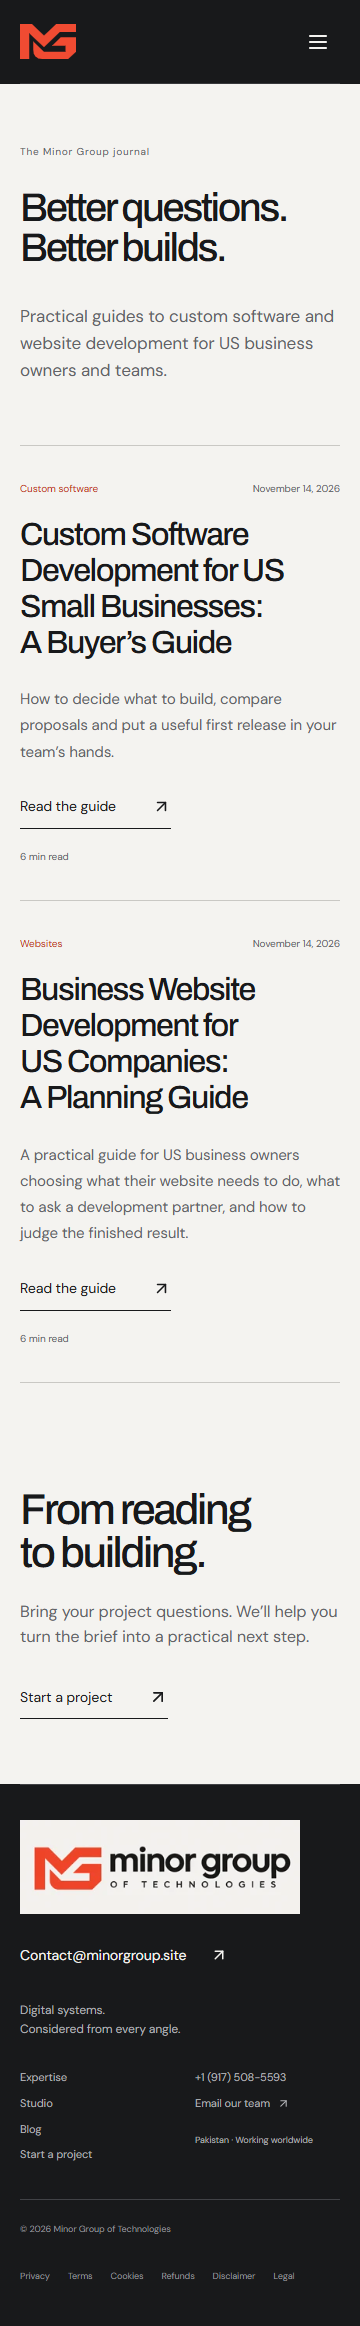 MG
The Minor Group journal
Better questions.
Better builds.
Practical guides to custom software and
website development for US business
owners and teams.
Custom software
November 14, 2026
Custom Software
Development for US
Small Businesses:
A Buyer’s Guide
How to decide what to build, compare
proposals and put a useful first release in your
team’s hands.
Read the guide
6 min read
Websites
November 14, 2026
Business Website
Development for
US Companies:
A Planning Guide
A practical guide for US business owners
choosing what their website needs to do, what
to ask a development partner, and how to
judge the finished result.
Read the guide
6 min read
From reading
to building.
Bring your project questions. We’ll help you
turn the brief into a practical next step.
Start a project
MG minor group
OF TECHNOLOGIES
Contact@minorgroup.site
Digital systems.
Considered from every angle.
Expertise
Studio
Blog
Start a project
+1 (917) 508-5593
Email our team
Pakistan · Working worldwide
© 2026 Minor Group of Technologies
Privacy Terms Cookies Refunds Disclaimer Legal